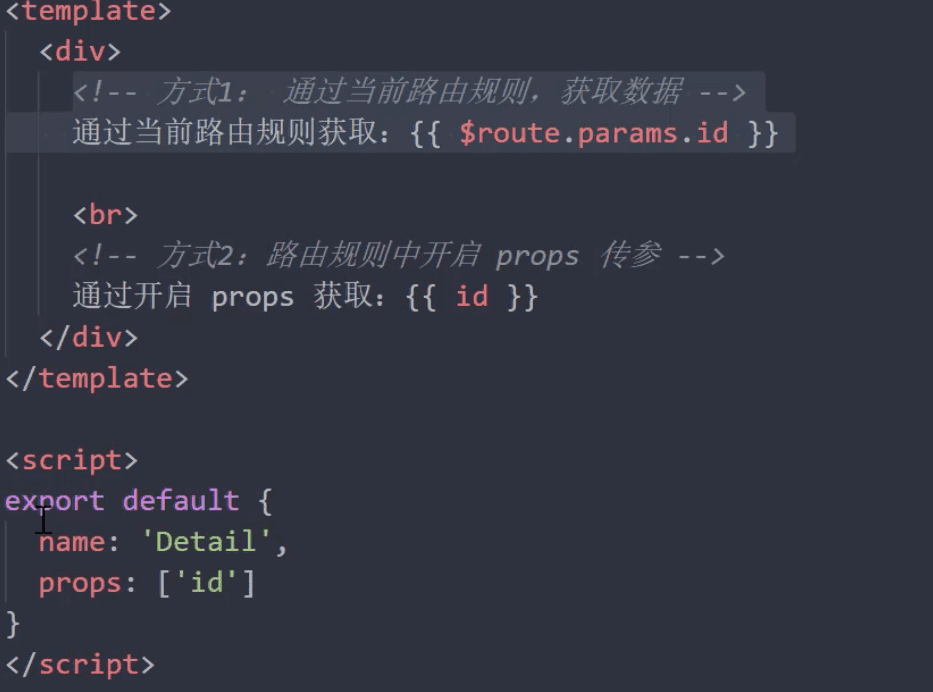 <template>
<div>
<!-- 方式1： 通过当前路由规则，获取数据 -->
通过当前路由规则获取：{{ $route.params.id }}
<br>
<!-- 方式2：路由规则中开启 props 传参 -->
通过开启 props 获取：{{ id }}
</div>
</template>
<script>
export default {
name: 'Detail',
props: ['id']
}
</script>